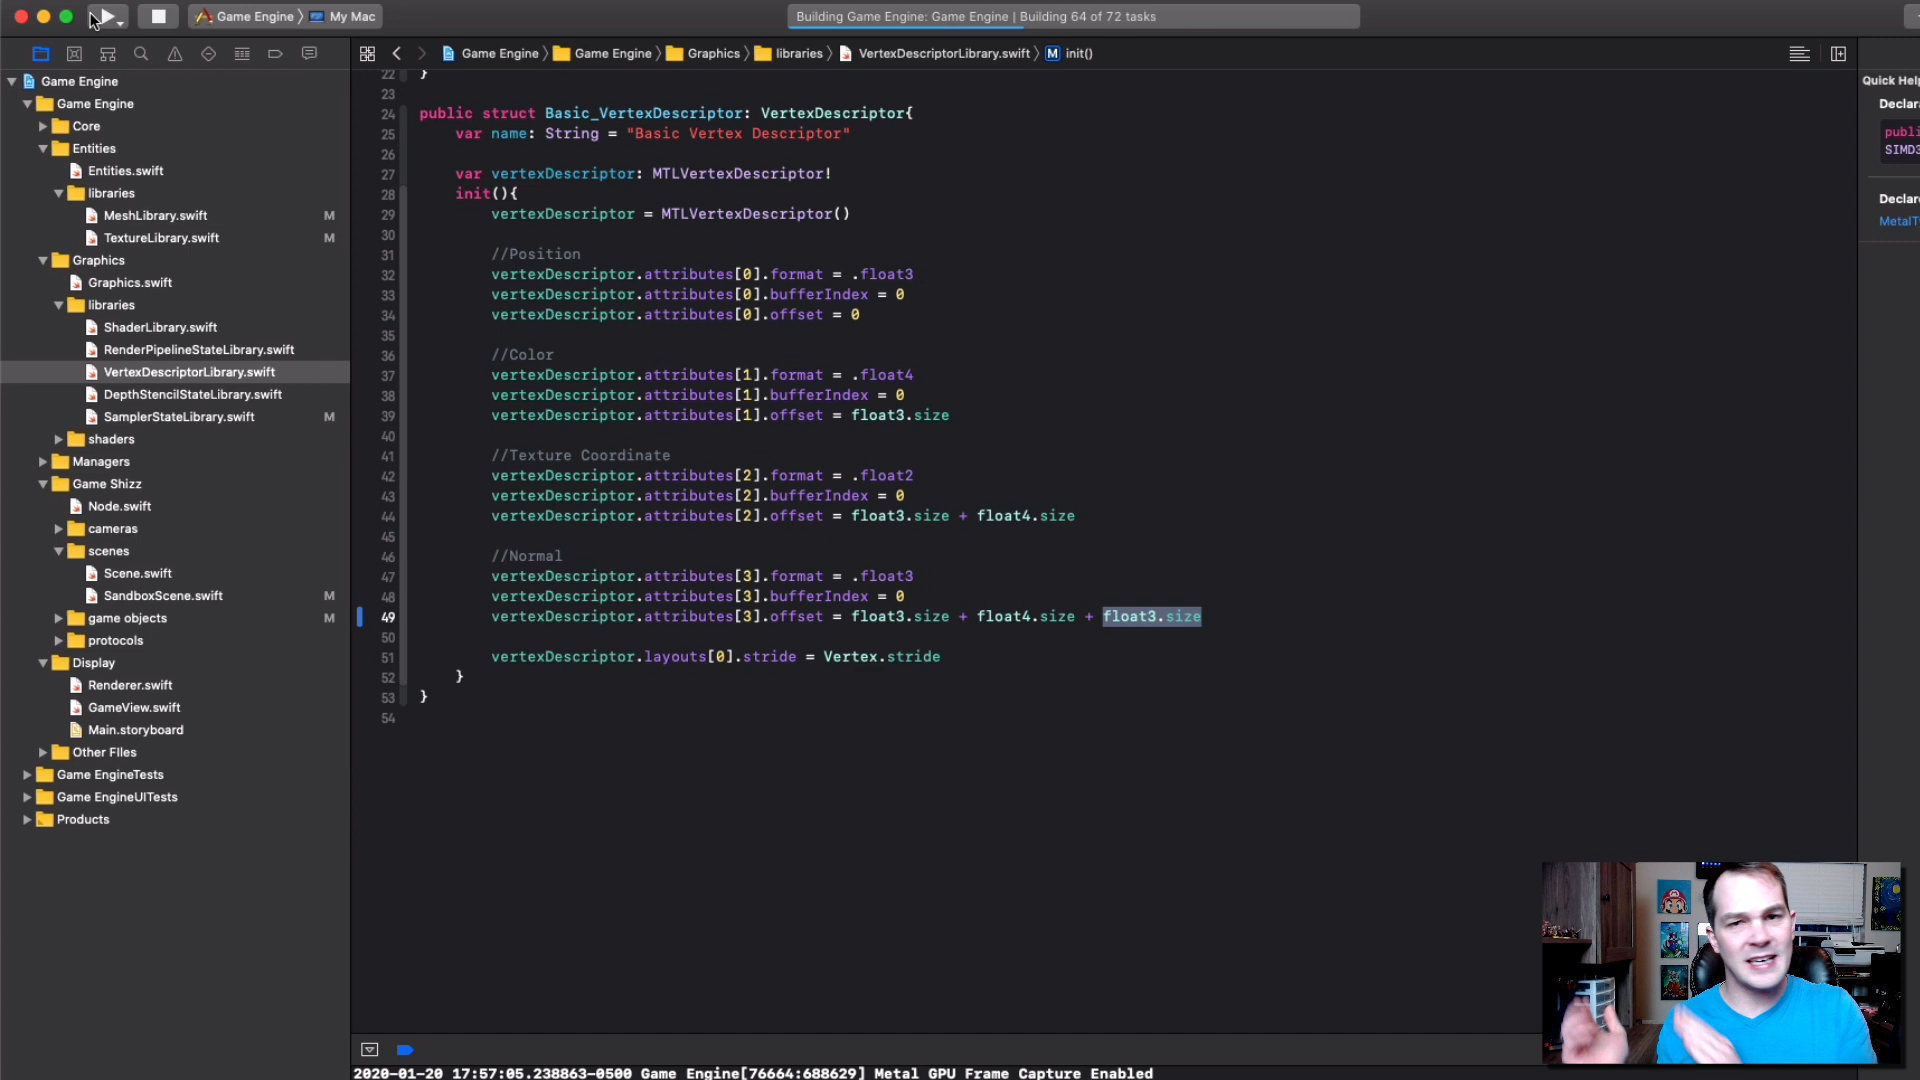 Game Engine 〉 My Mac
Building Game Engine: Game Engine | Building 64 of 72 tasks
Game Engine 〉 Game Engine 〉 Graphics 〉 libraries 〉 VertexDescriptorLibrary.swift 〉 M init()
Game Engine
Game Engine
Core
Entities
Entities.swift
libraries
MeshLibrary.swift M
TextureLibrary.swift M
Graphics
Graphics.swift
libraries
ShaderLibrary.swift
RenderPipelineStateLibrary.swift
VertexDescriptorLibrary.swift
DepthStencilStateLibrary.swift
SamplerStateLibrary.swift M
shaders
Managers
Game Shizz
Node.swift
cameras
scenes
Scene.swift
SandboxScene.swift M
game objects M
protocols
Display
Renderer.swift
GameView.swift
Main.storyboard
Other FIles
Game EngineTests
Game EngineUITests
Products
22 }
23
24 public struct Basic_VertexDescriptor: VertexDescriptor{
25 var name: String = "Basic Vertex Descriptor"
26
27 var vertexDescriptor: MTLVertexDescriptor!
28 init(){
29 vertexDescriptor = MTLVertexDescriptor()
30
31 //Position
32 vertexDescriptor.attributes[0].format = .float3
33 vertexDescriptor.attributes[0].bufferIndex = 0
34 vertexDescriptor.attributes[0].offset = 0
35
36 //Color
37 vertexDescriptor.attributes[1].format = .float4
38 vertexDescriptor.attributes[1].bufferIndex = 0
39 vertexDescriptor.attributes[1].offset = float3.size
40
41 //Texture Coordinate
42 vertexDescriptor.attributes[2].format = .float2
43 vertexDescriptor.attributes[2].bufferIndex = 0
44 vertexDescriptor.attributes[2].offset = float3.size + float4.size
45
46 //Normal
47 vertexDescriptor.attributes[3].format = .float3
48 vertexDescriptor.attributes[3].bufferIndex = 0
49 vertexDescriptor.attributes[3].offset = float3.size + float4.size + float3.size
50
51 vertexDescriptor.layouts[0].stride = Vertex.stride
52 }
53 }
54
Quick Help
Declara
publi
SIMD3
Declare
MetalTy
2020-01-20 17:57:05.238863-0500 Game Engine[76664:688629] Metal GPU Frame Capture Enabled